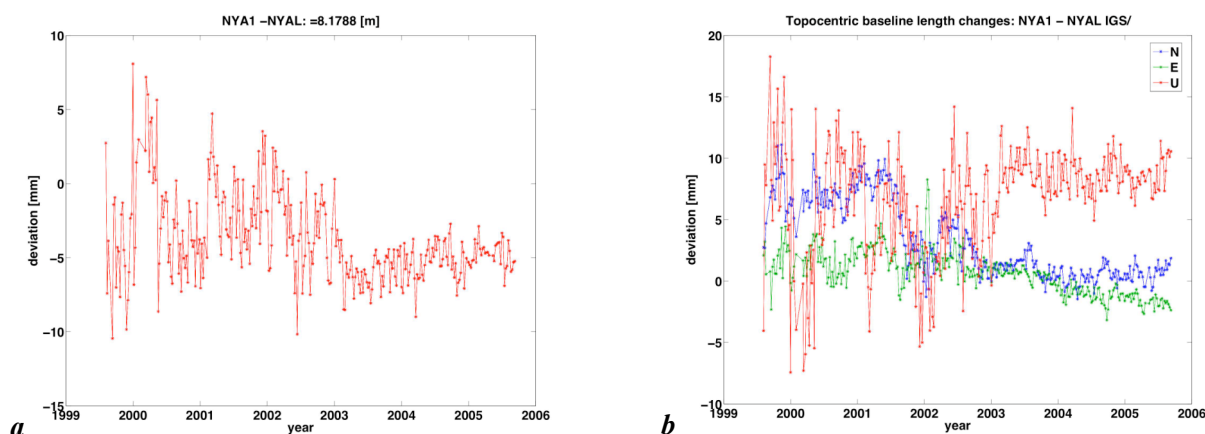 NYA1 −NYAL: =8.1788 [m]
10
5
0
−5
−10
−15
deviation [mm]
1999 2000 2001 2002 2003 2004 2005 2006
year
a
Topocentric baseline length changes: NYA1 − NYAL IGS/
N
E
U
20
15
10
5
0
−5
−10
deviation [mm]
1999 2000 2001 2002 2003 2004 2005 2006
year
b